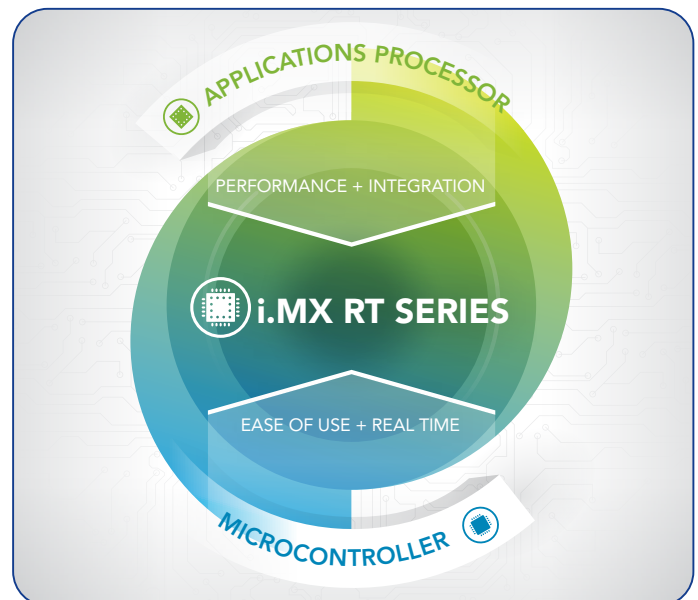 APPLICATIONS PROCESSOR
PERFORMANCE + INTEGRATION
i.MX RT SERIES
EASE OF USE + REAL TIME
MICROCONTROLLER